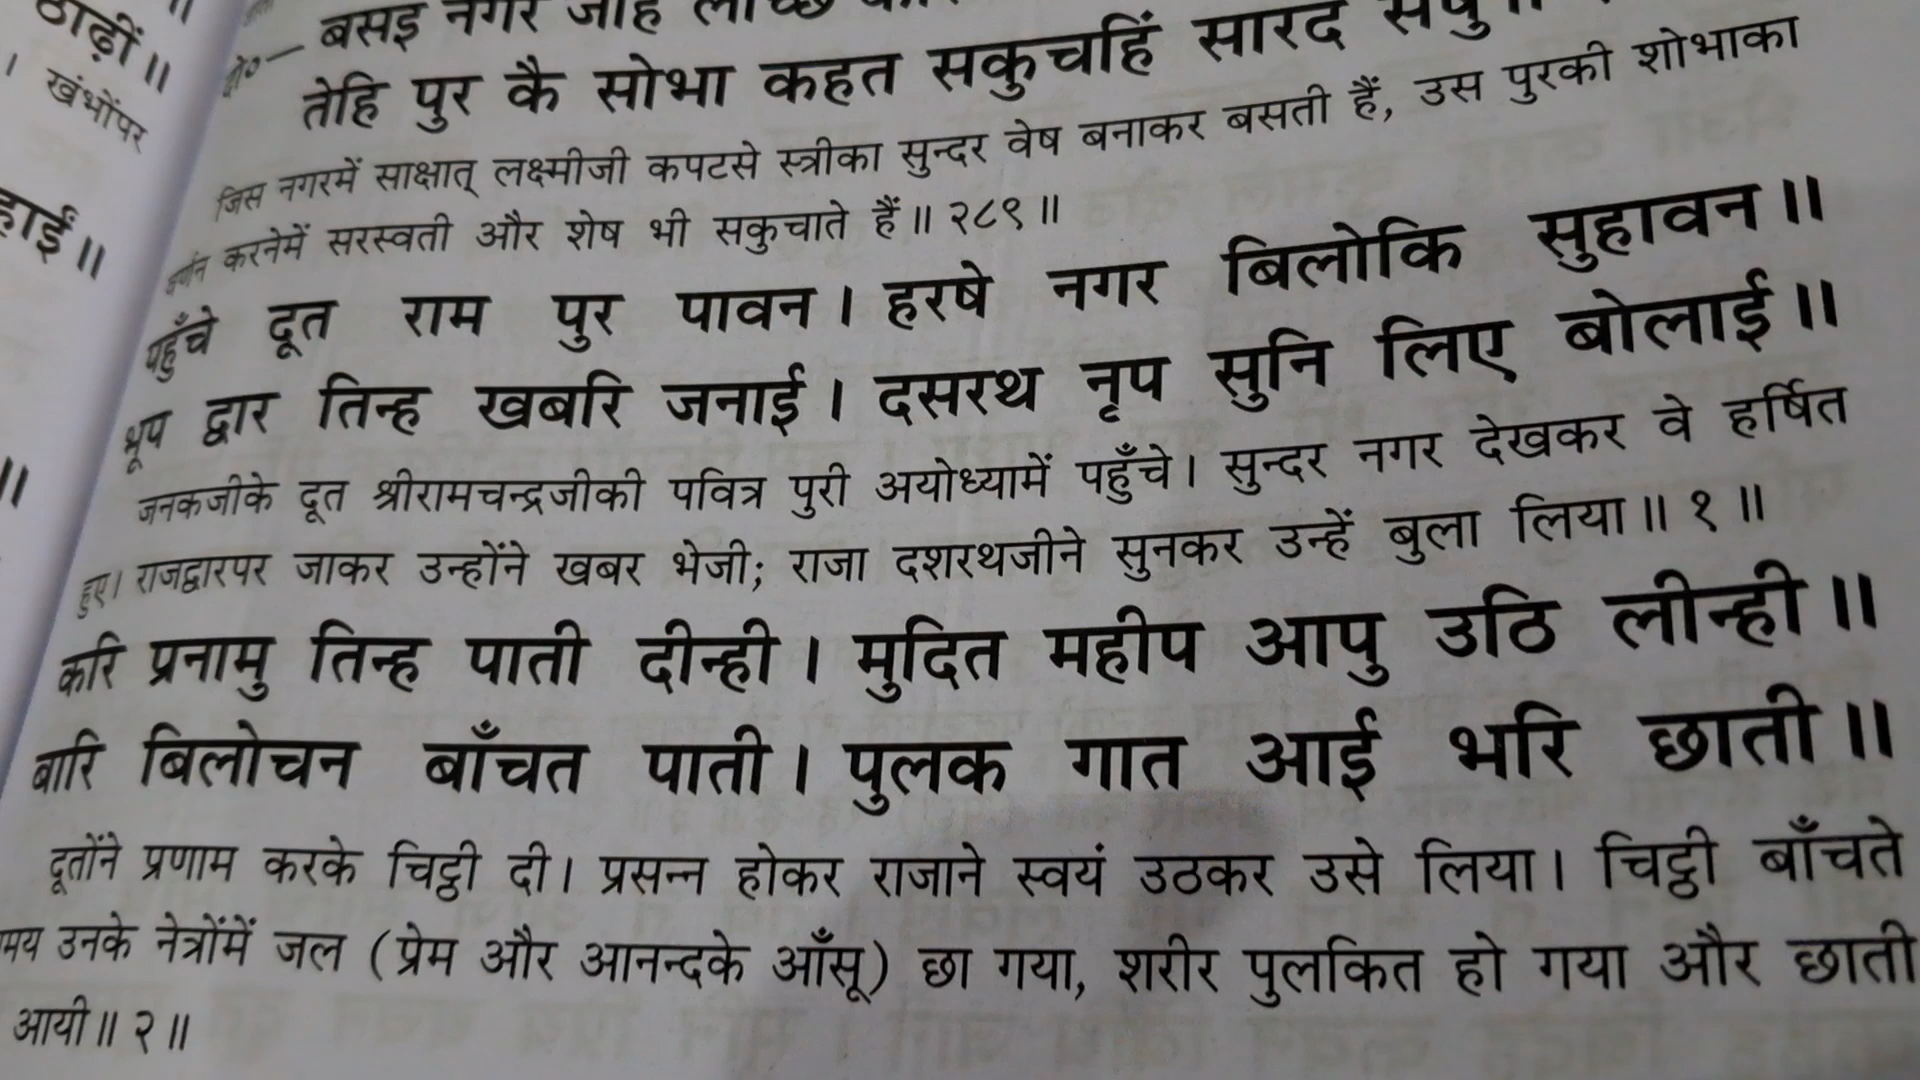 ठाढ़ीं॥
। खंभोंपर
हाईं॥
॥
दो०— बसइ नगर
तेहि पुर कै सोभा कहत सकुचहिं सारद
जिस नगरमें साक्षात् लक्ष्मीजी कपटसे स्त्रीका सुन्दर वेष बनाकर बसती हैं, उस पुरकी शोभाका
वर्णन करनेमें सरस्वती और शेष भी सकुचाते हैं॥ २८९॥
पहुँचे दूत राम पुर पावन। हरषे नगर बिलोकि सुहावन॥
भूप द्वार तिन्ह खबरि जनाई। दसरथ नृप सुनि लिए बोलाई॥
जनकजीके दूत श्रीरामचन्द्रजीकी पवित्र पुरी अयोध्यामें पहुँचे। सुन्दर नगर देखकर वे हर्षित
हुए। राजद्वारपर जाकर उन्होंने खबर भेजी; राजा दशरथजीने सुनकर उन्हें बुला लिया॥ १॥
करि प्रनामु तिन्ह पाती दीन्ही। मुदित महीप आपु उठि लीन्ही॥
बारि बिलोचन बाँचत पाती। पुलक गात आई भरि छाती॥
दूतोंने प्रणाम करके चिट्ठी दी। प्रसन्न होकर राजाने स्वयं उठकर उसे लिया। चिट्ठी बाँचते
मय उनके नेत्रोंमें जल (प्रेम और आनन्दके आँसू) छा गया, शरीर पुलकित हो गया और छाती
आयी॥ २॥